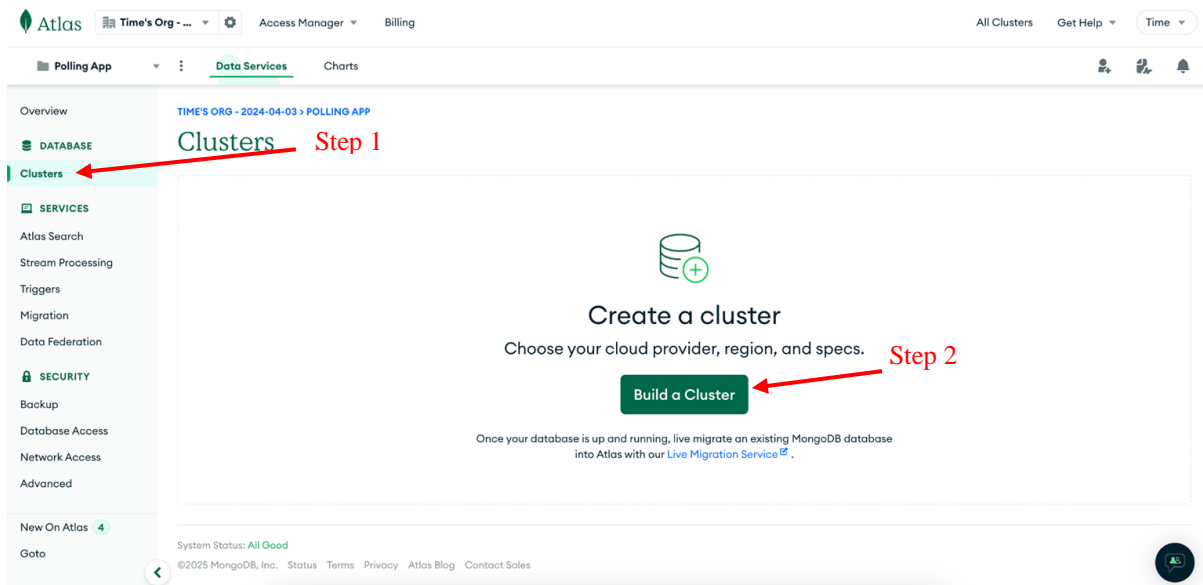 Atlas Time's Org - ... Access Manager Billing All Clusters Get Help Time
Polling App Data Services Charts
Overview
DATABASE
Clusters
SERVICES
Atlas Search
Stream Processing
Triggers
Migration
Data Federation
SECURITY
Backup
Database Access
Network Access
Advanced
New On Atlas 4
Goto
TIME'S ORG - 2024-04-03 > POLLING APP
Clusters
Step 1
Create a cluster
Choose your cloud provider, region, and specs.
Step 2
Build a Cluster
Once your database is up and running, live migrate an existing MongoDB database
into Atlas with our Live Migration Service .
System Status: All Good
©2025 MongoDB, Inc. Status Terms Privacy Atlas Blog Contact Sales